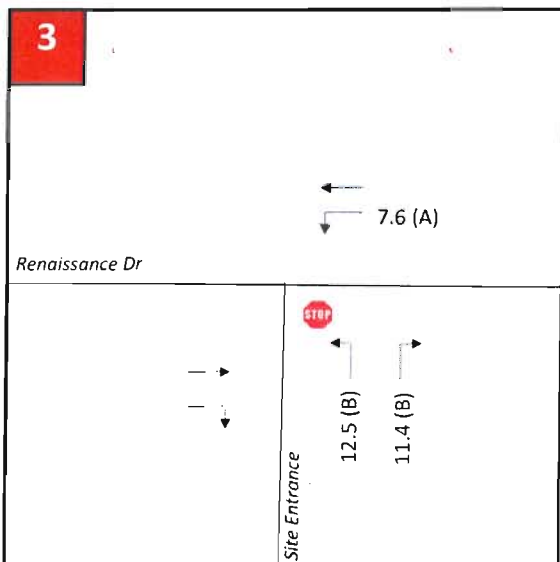 3
7.6 (A)
Renaissance Dr
STOP
12.5 (B)
11.4 (B)
Site Entrance